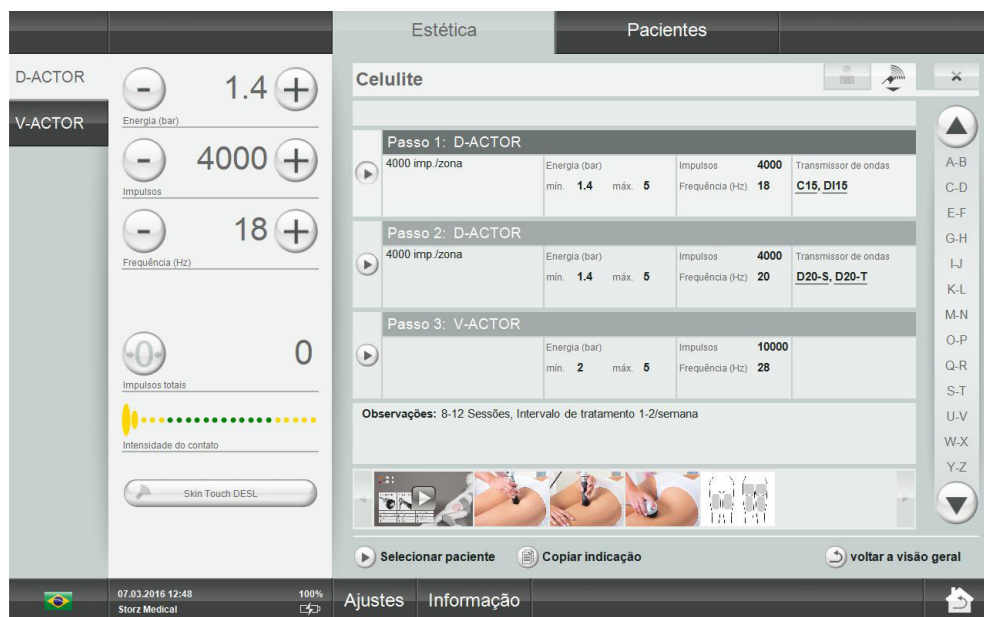 Estética
Pacientes
D-ACTOR
V-ACTOR
1.4
Energia (bar)
4000
Impulsos
18
Frequência (Hz)
0
0
Impulsos totais
Intensidade do contato
Skin Touch DESL
Celulite
Passo 1: D-ACTOR
4000 imp./zona
Energia (bar)
mín. 1.4 máx. 5
Impulsos 4000
Frequência (Hz) 18
Transmissor de ondas
C15, DI15
Passo 2: D-ACTOR
4000 imp./zona
Energia (bar)
mín. 1.4 máx. 5
Impulsos 4000
Frequência (Hz) 20
Transmissor de ondas
D20-S, D20-T
Passo 3: V-ACTOR
Energia (bar)
mín. 2 máx. 5
Impulsos 10000
Frequência (Hz) 28
Observações: 8-12 Sessões, Intervalo de tratamento 1-2/semana
Selecionar paciente
Copiar indicação
voltar a visão geral
A-B
C-D
E-F
G-H
I-J
K-L
M-N
O-P
Q-R
S-T
U-V
W-X
Y-Z
07.03.2016 12:48
100%
Storz Medical
Ajustes
Informação